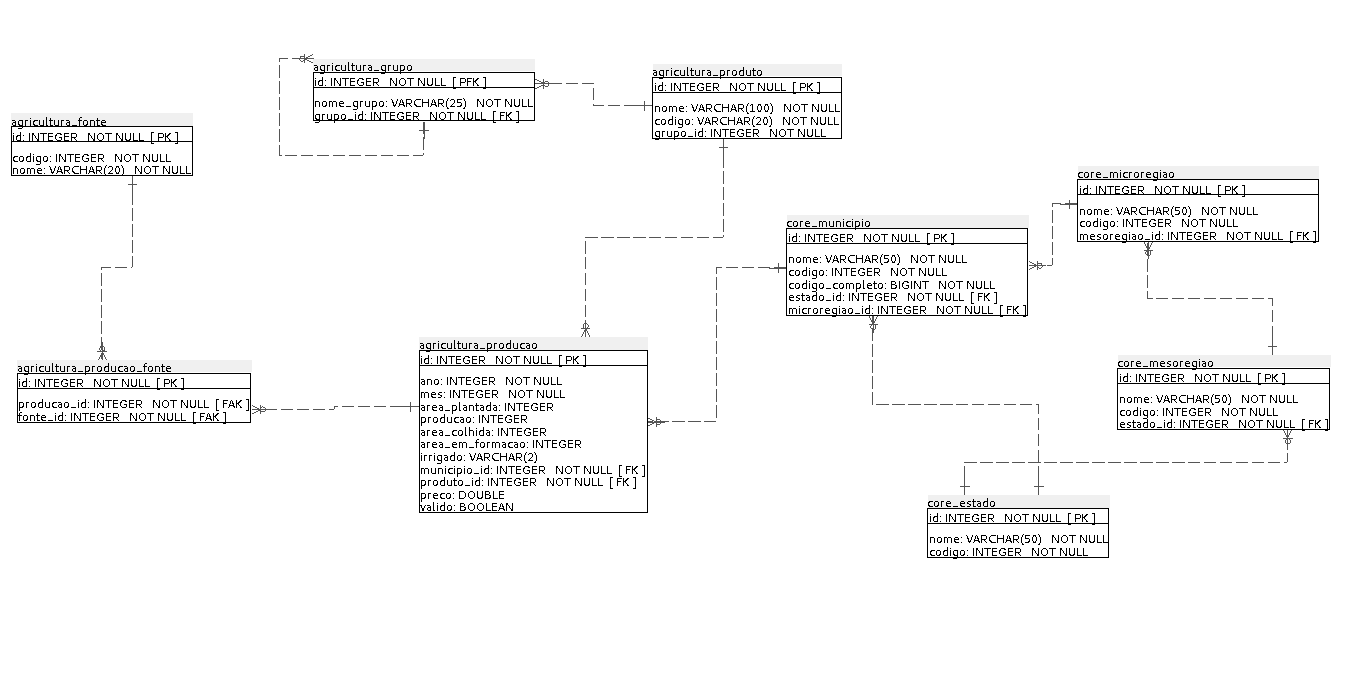 agricultura_grupo
id: INTEGER NOT NULL [ PFK ]
nome_grupo: VARCHAR(25) NOT NULL
grupo_id: INTEGER NOT NULL [ FK ]
agricultura_produto
id: INTEGER NOT NULL [ PK ]
nome: VARCHAR(100) NOT NULL
codigo: VARCHAR(20) NOT NULL
grupo_id: INTEGER NOT NULL
agricultura_fonte
id: INTEGER NOT NULL [ PK ]
codigo: INTEGER NOT NULL
nome: VARCHAR(20) NOT NULL
core_microregiao
id: INTEGER NOT NULL [ PK ]
nome: VARCHAR(50) NOT NULL
codigo: INTEGER NOT NULL
mesoregiao_id: INTEGER NOT NULL [ FK ]
core_municipio
id: INTEGER NOT NULL [ PK ]
nome: VARCHAR(50) NOT NULL
codigo: INTEGER NOT NULL
codigo_completo: BIGINT NOT NULL
estado_id: INTEGER NOT NULL [ FK ]
microregiao_id: INTEGER NOT NULL [ FK ]
agricultura_producao
id: INTEGER NOT NULL [ PK ]
ano: INTEGER NOT NULL
mes: INTEGER NOT NULL
area_plantada: INTEGER
producao: INTEGER
area_colhida: INTEGER
area_em_formacao: INTEGER
irrigado: VARCHAR(2)
municipio_id: INTEGER NOT NULL [ FK ]
produto_id: INTEGER NOT NULL [ FK ]
preco: DOUBLE
valido: BOOLEAN
agricultura_producao_fonte
id: INTEGER NOT NULL [ PK ]
producao_id: INTEGER NOT NULL [ FAK ]
fonte_id: INTEGER NOT NULL [ FAK ]
core_mesoregiao
id: INTEGER NOT NULL [ PK ]
nome: VARCHAR(50) NOT NULL
codigo: INTEGER NOT NULL
estado_id: INTEGER NOT NULL [ FK ]
core_estado
id: INTEGER NOT NULL [ PK ]
nome: VARCHAR(50) NOT NULL
codigo: INTEGER NOT NULL